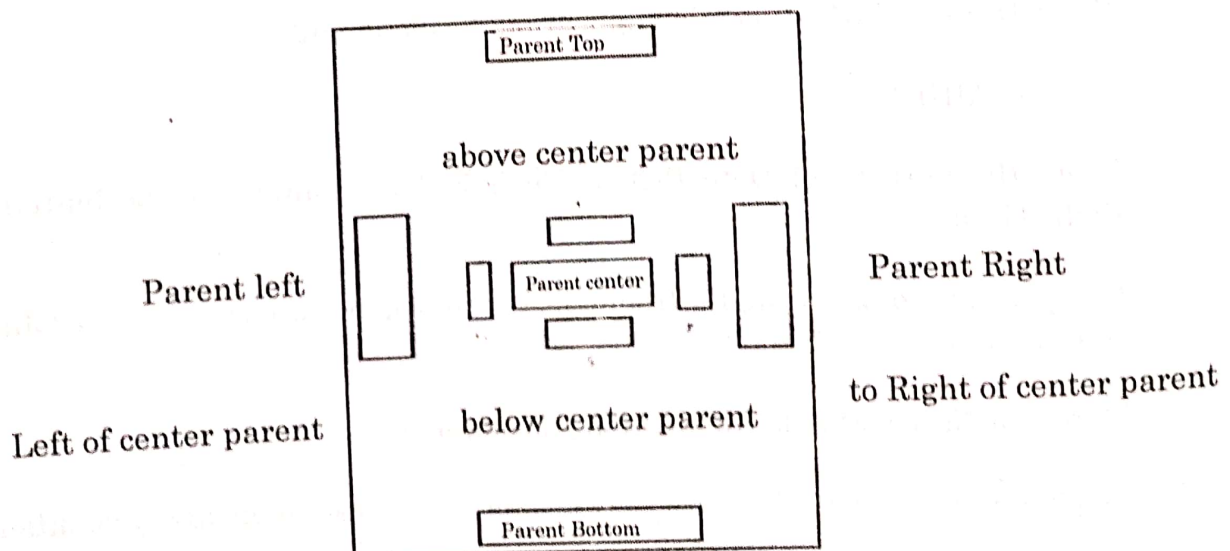 Parent Top
above center parent
Parent left
Parent center
Parent Right
Left of center parent
below center parent
to Right of center parent
Parent Bottom